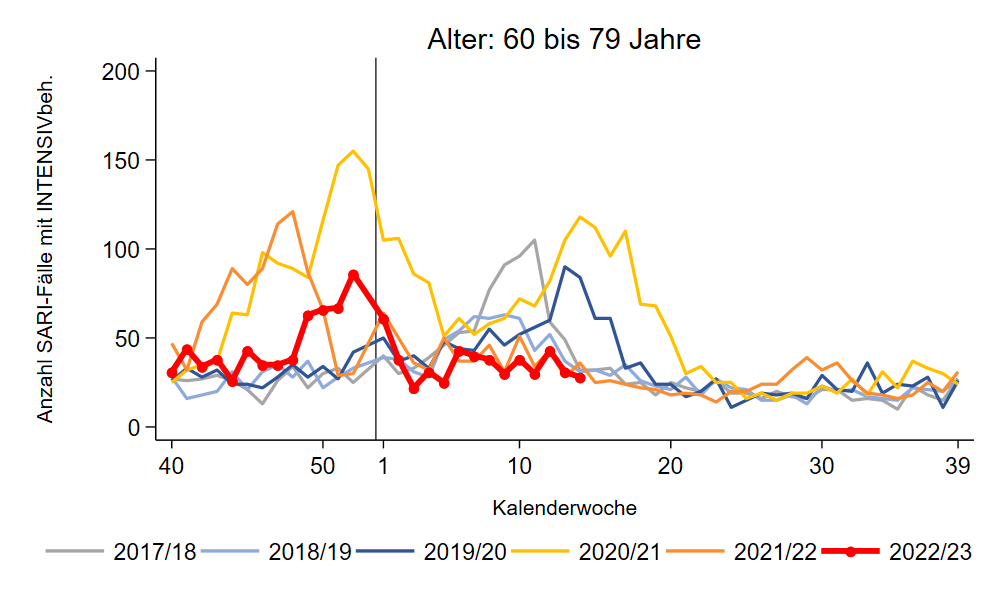 Alter: 60 bis 79 Jahre
Anzahl SARI-Fälle mit INTENSIVbeh.
200
150
100
50
0
40 50 1 10 20 30 39
Kalenderwoche
2017/18 2018/19 2019/20 2020/21 2021/22 2022/23